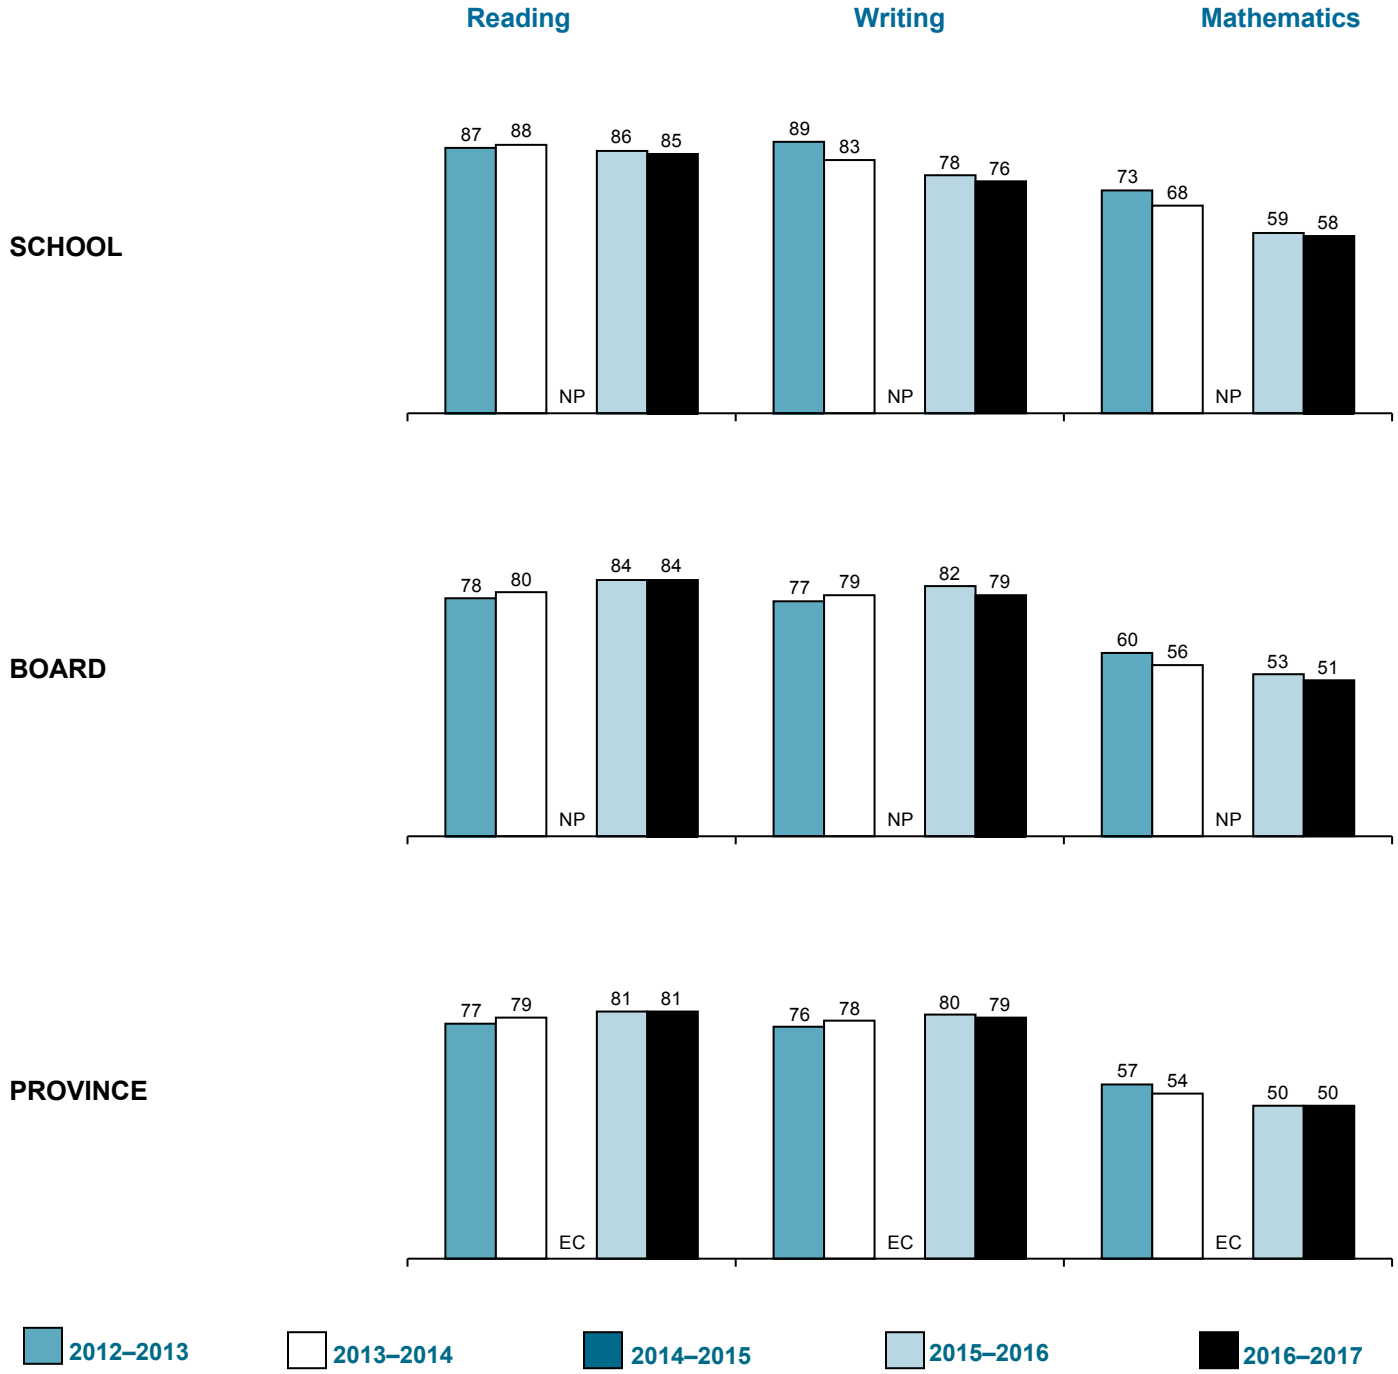 Reading Writing Mathematics
SCHOOL
87 88 NP 86 85 89 83 NP 78 76 73 68 NP 59 58
BOARD
78 80 NP 84 84 77 79 NP 82 79 60 56 NP 53 51
PROVINCE
77 79 EC 81 81 76 78 EC 80 79 57 54 EC 50 50
2012–2013 2013–2014 2014–2015 2015–2016 2016–2017